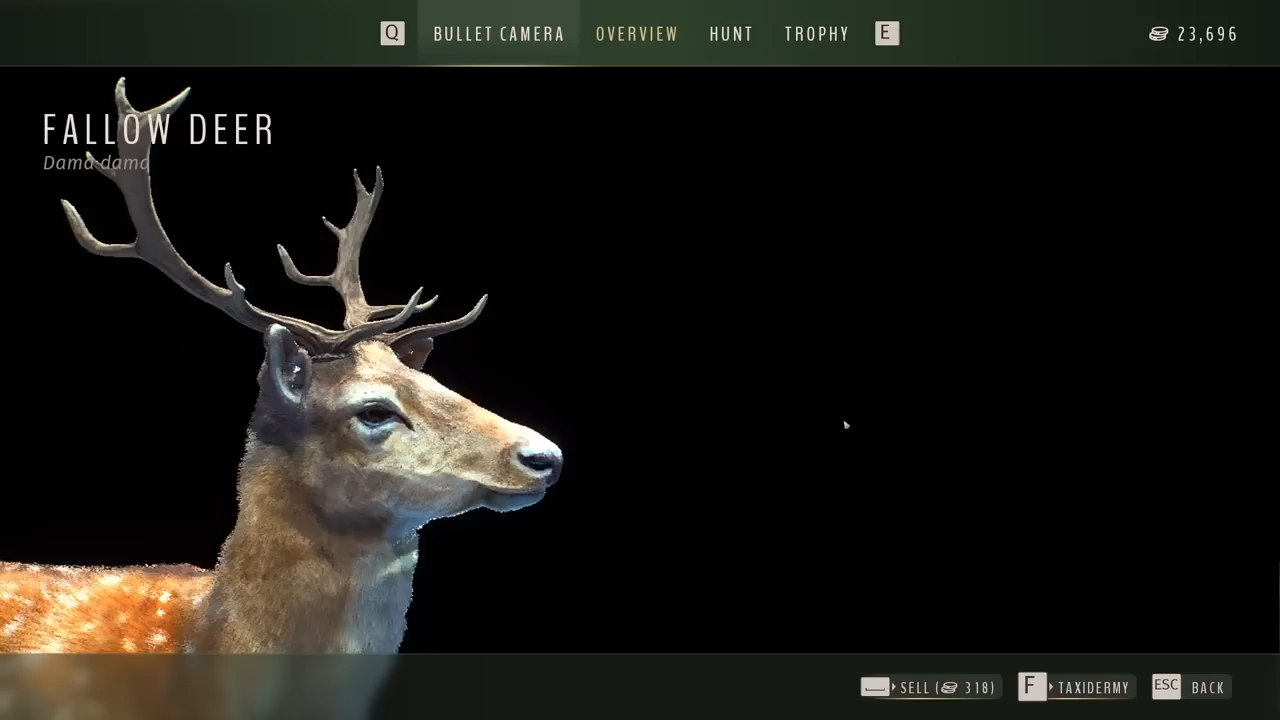 Q BULLET CAMERA OVERVIEW HUNT TROPHY E 23,696
FALLOW DEER
Dama dama
SELL ( 318) F TAXIDERMY ESC BACK